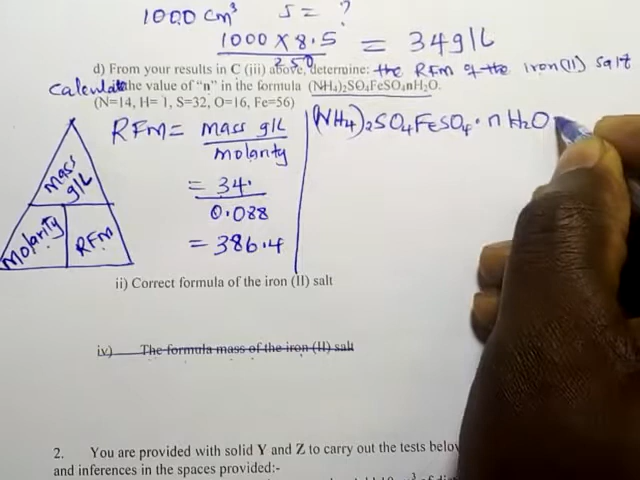 1000 cm³ S = ?
1000 × 8.5 / 250 = 34g/L
d) From your results in C (iii) above, determine: the RFM of the iron(II) salt
Calculate the value of "n" in the formula (NH₄)₂SO₄FeSO₄nH₂O.
(N=14, H= 1, S=32, O=16, Fe=56)
Mass g/L
Molarity RFM
RFM = mass g/L / molarity
= 34. / 0.088
= 386.4
(NH₄)₂SO₄FeSO₄·nH₂O
ii) Correct formula of the iron (II) salt
iv) The formula mass of the iron (II) salt
2. You are provided with solid Y and Z to carry out the tests below
and inferences in the spaces provided:-